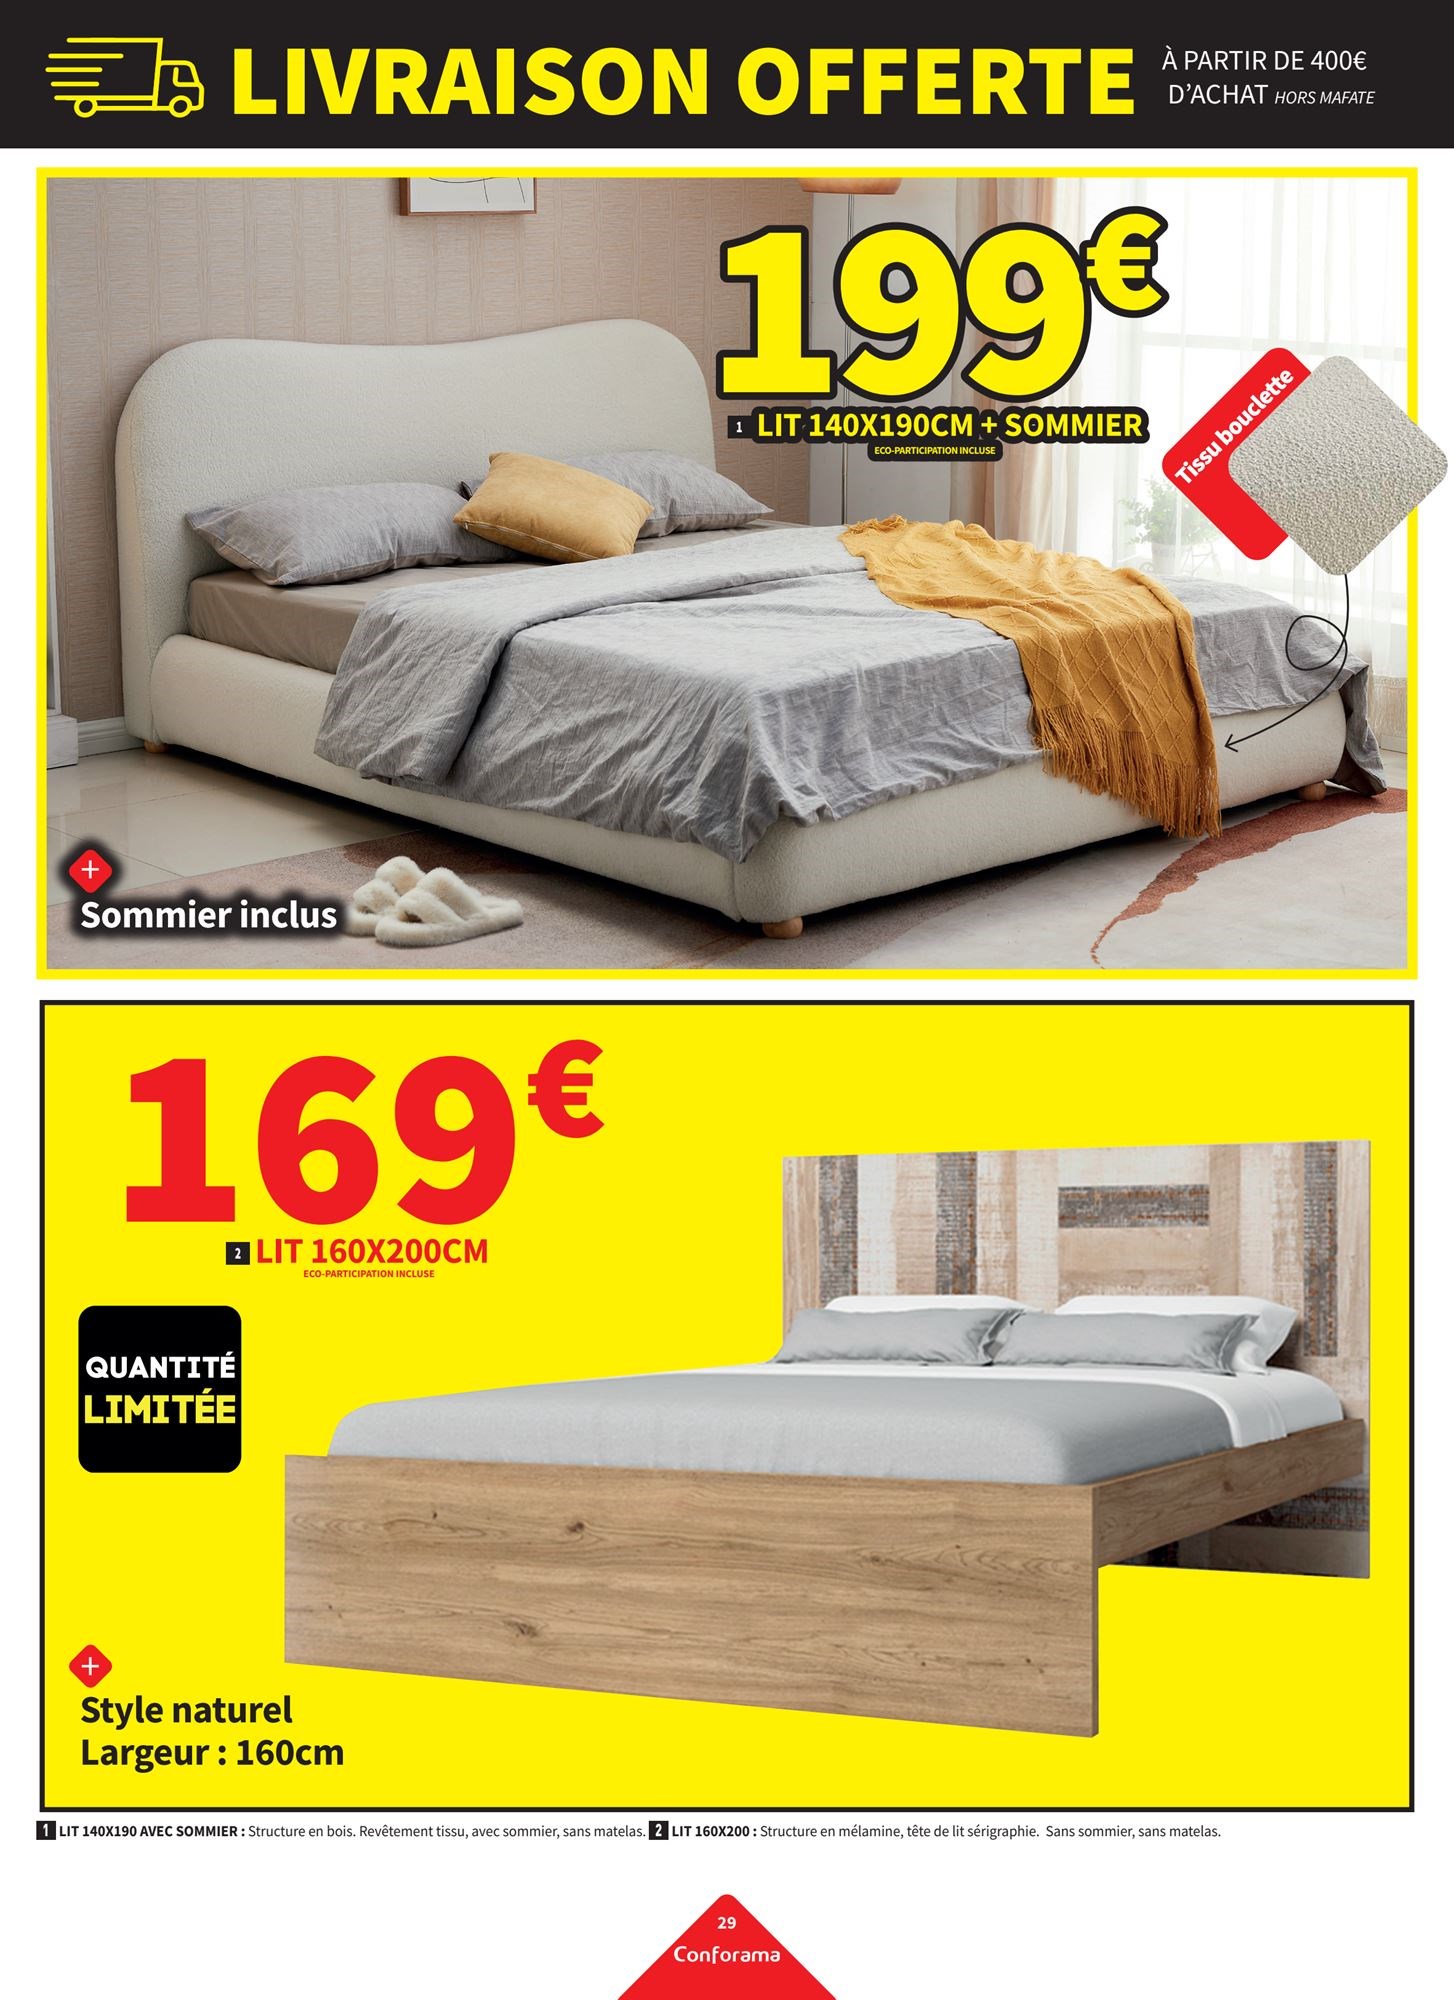 LIVRAISON OFFERTE
À PARTIR DE 400€
D'ACHAT HORS MAFATE
199€
1 LIT 140X190CM + SOMMIER
ECO-PARTICIPATION INCLUSE
Tissu bouclette
+
Sommier inclus
169€
2 LIT 160X200CM
ECO-PARTICIPATION INCLUSE
QUANTITÉ
LIMITÉE
+
Style naturel
Largeur : 160cm
1 LIT 140X190 AVEC SOMMIER : Structure en bois. Revêtement tissu, avec sommier, sans matelas. 2 LIT 160X200 : Structure en mélamine, tête de lit sérigraphie. Sans sommier, sans matelas.
29
Conforama